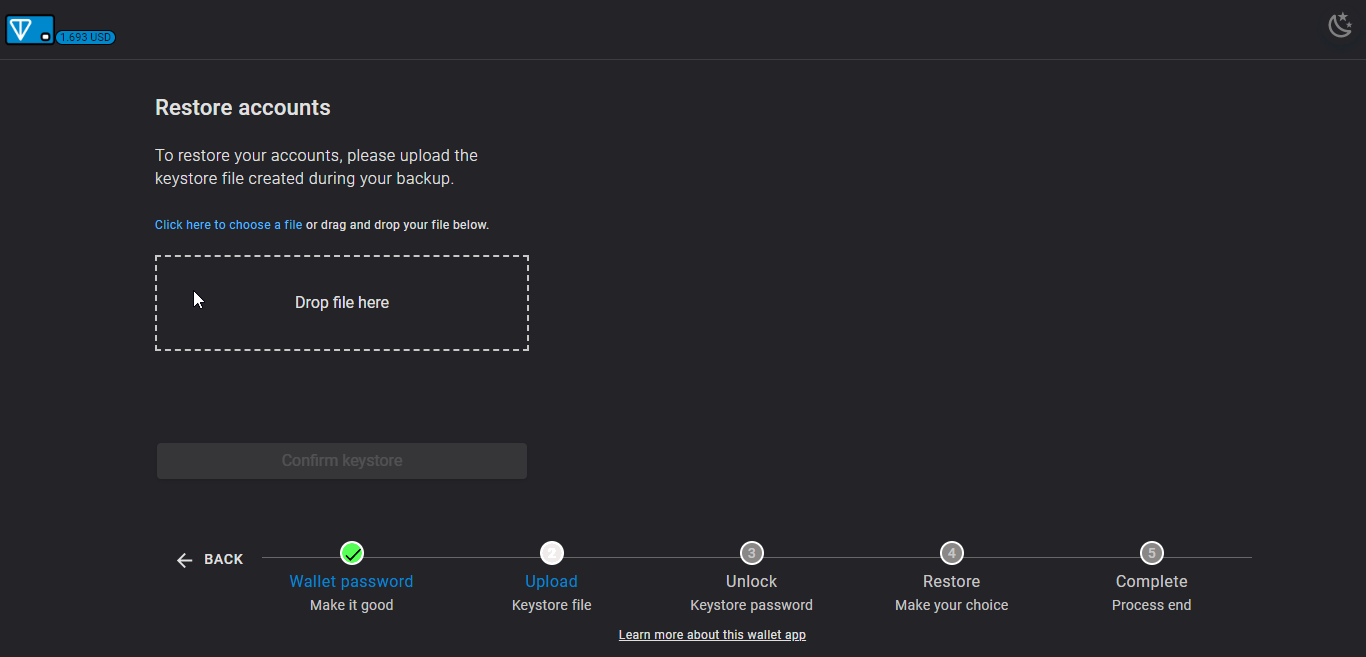 1.693 USD
Restore accounts
To restore your accounts, please upload the
keystore file created during your backup.
Click here to choose a file or drag and drop your file below.
Drop file here
Confirm keystore
BACK
2
3
4
5
Wallet password
Upload
Unlock
Restore
Complete
Make it good
Keystore file
Keystore password
Make your choice
Process end
Learn more about this wallet app